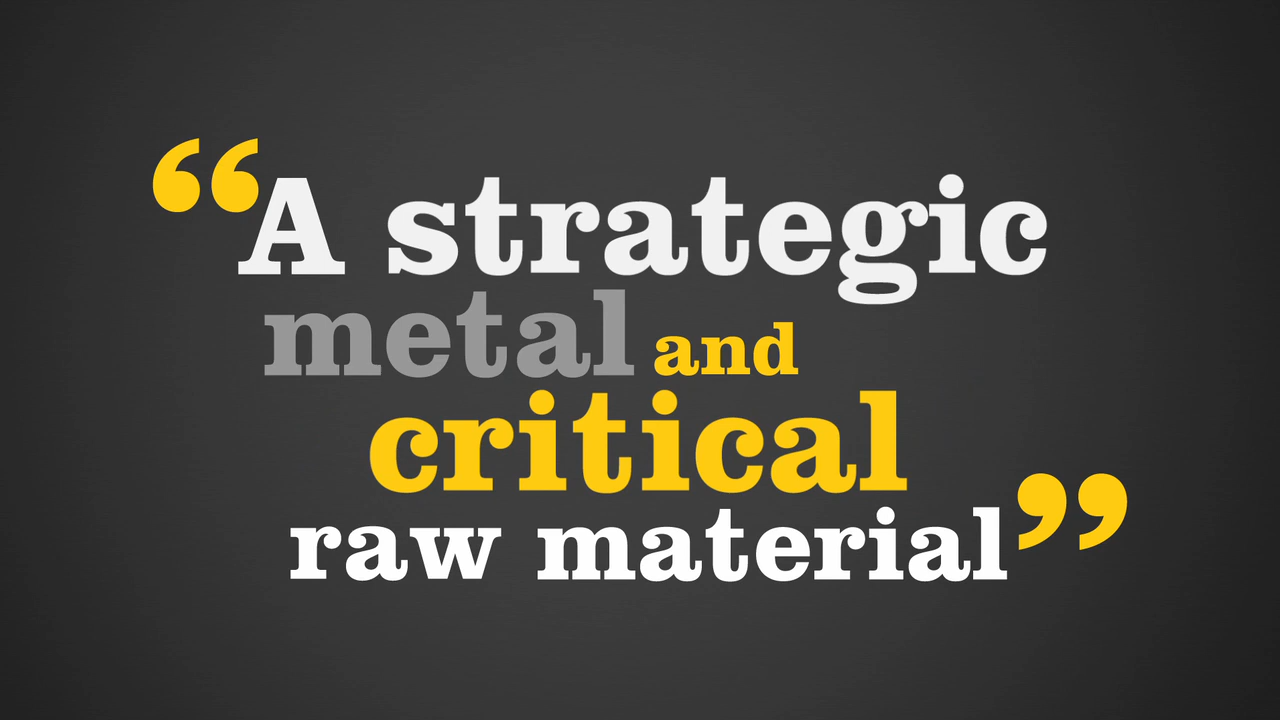 “A strategic
metal and
critical
raw material”